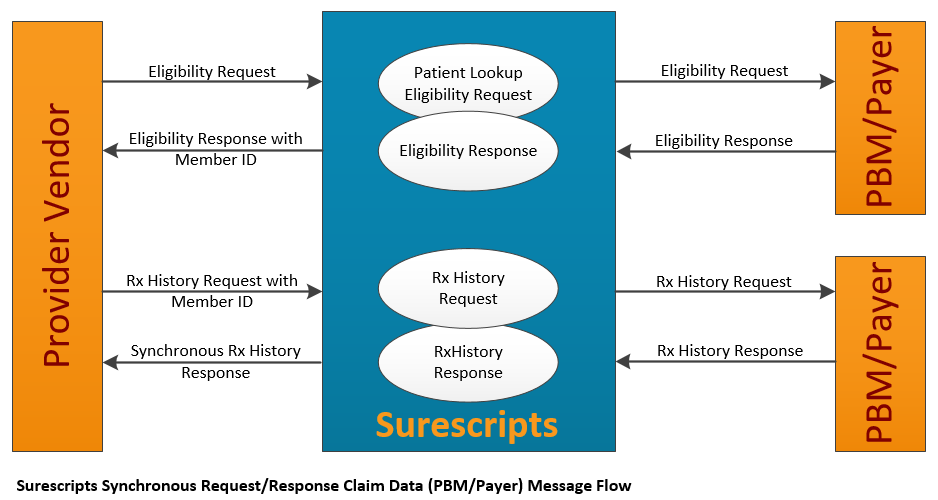 Provider Vendor
Eligibility Request
Eligibility Response with
Member ID
Rx History Request with
Member ID
Synchronous Rx History
Response
Patient Lookup
Eligibility Request
Eligibility Response
Rx History
Request
RxHistory
Response
Surescripts
Eligibility Request
Eligibility Response
Rx History Request
Rx History Response
PBM/Payer
PBM/Payer
Surescripts Synchronous Request/Response Claim Data (PBM/Payer) Message Flow